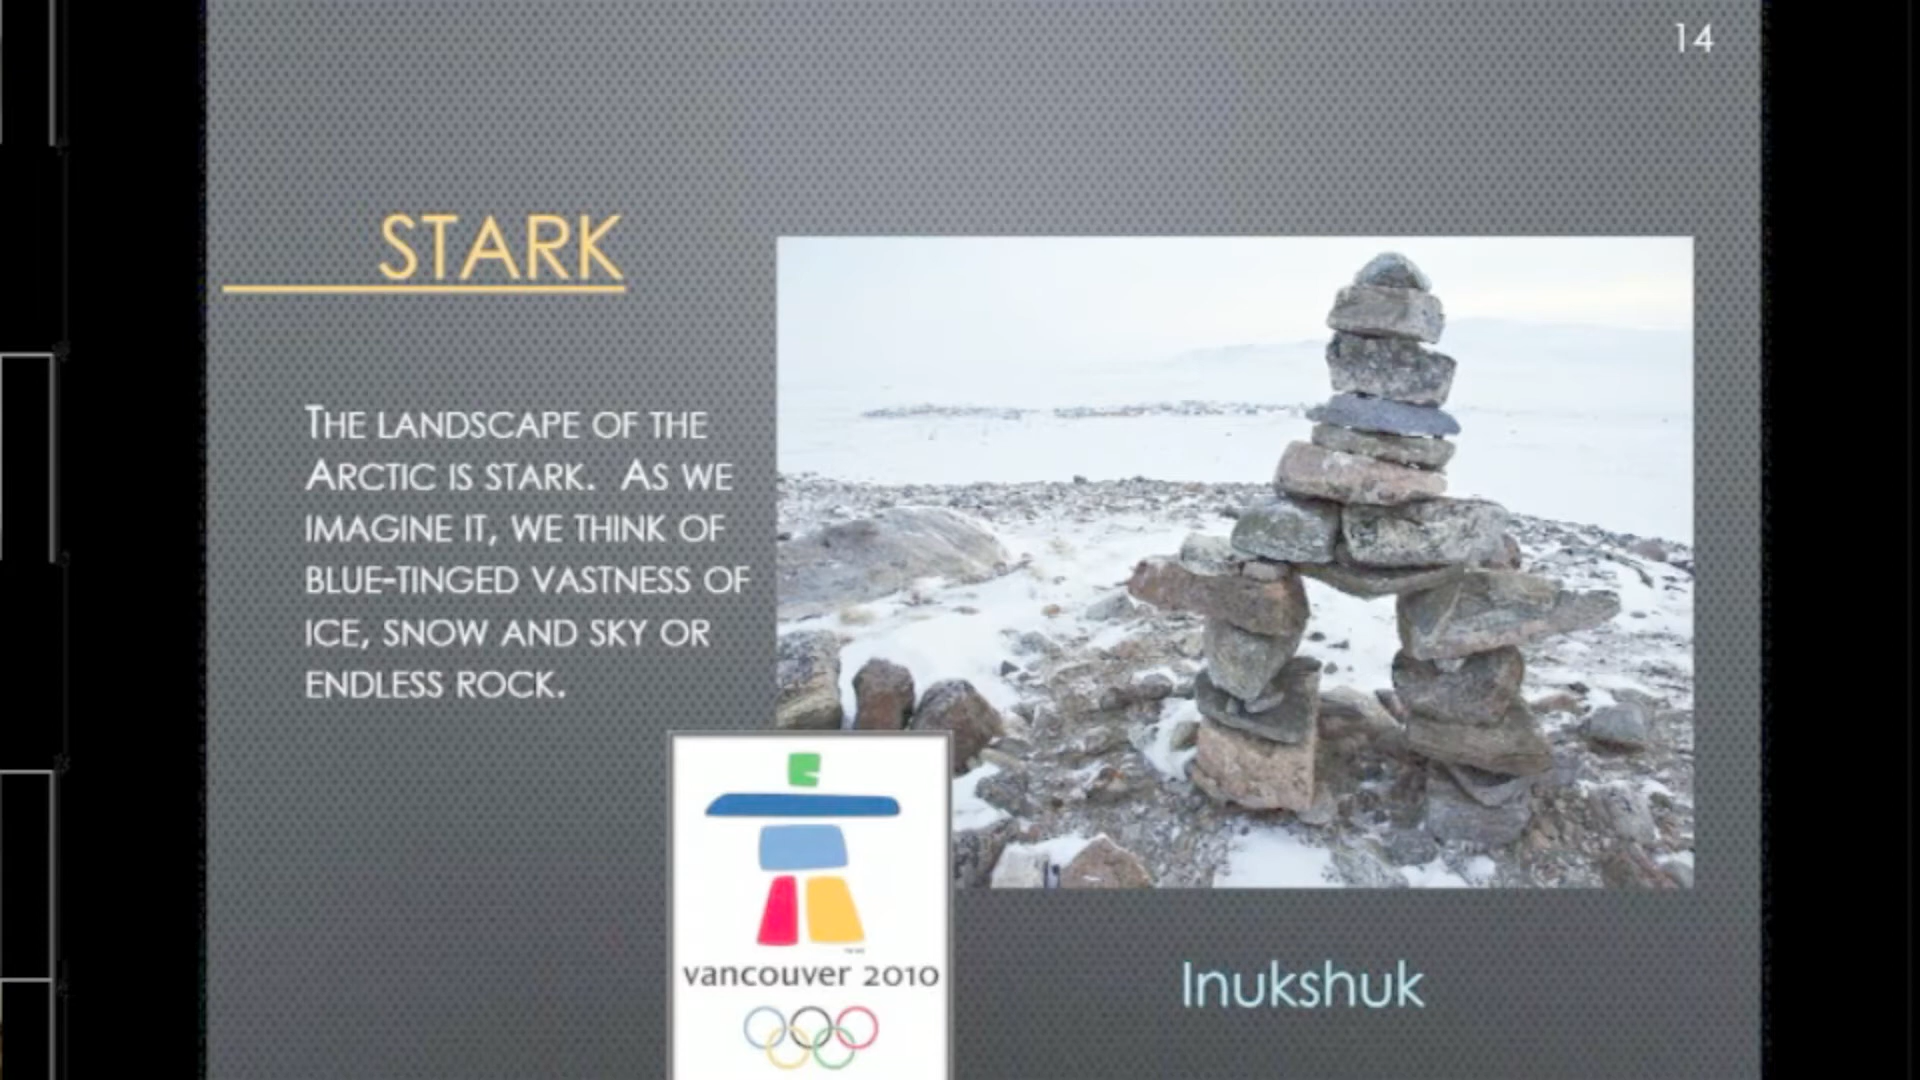 14
STARK
THE LANDSCAPE OF THE
ARCTIC IS STARK. AS WE
IMAGINE IT, WE THINK OF
BLUE-TINGED VASTNESS OF
ICE, SNOW AND SKY OR
ENDLESS ROCK.
vancouver 2010
Inukshuk